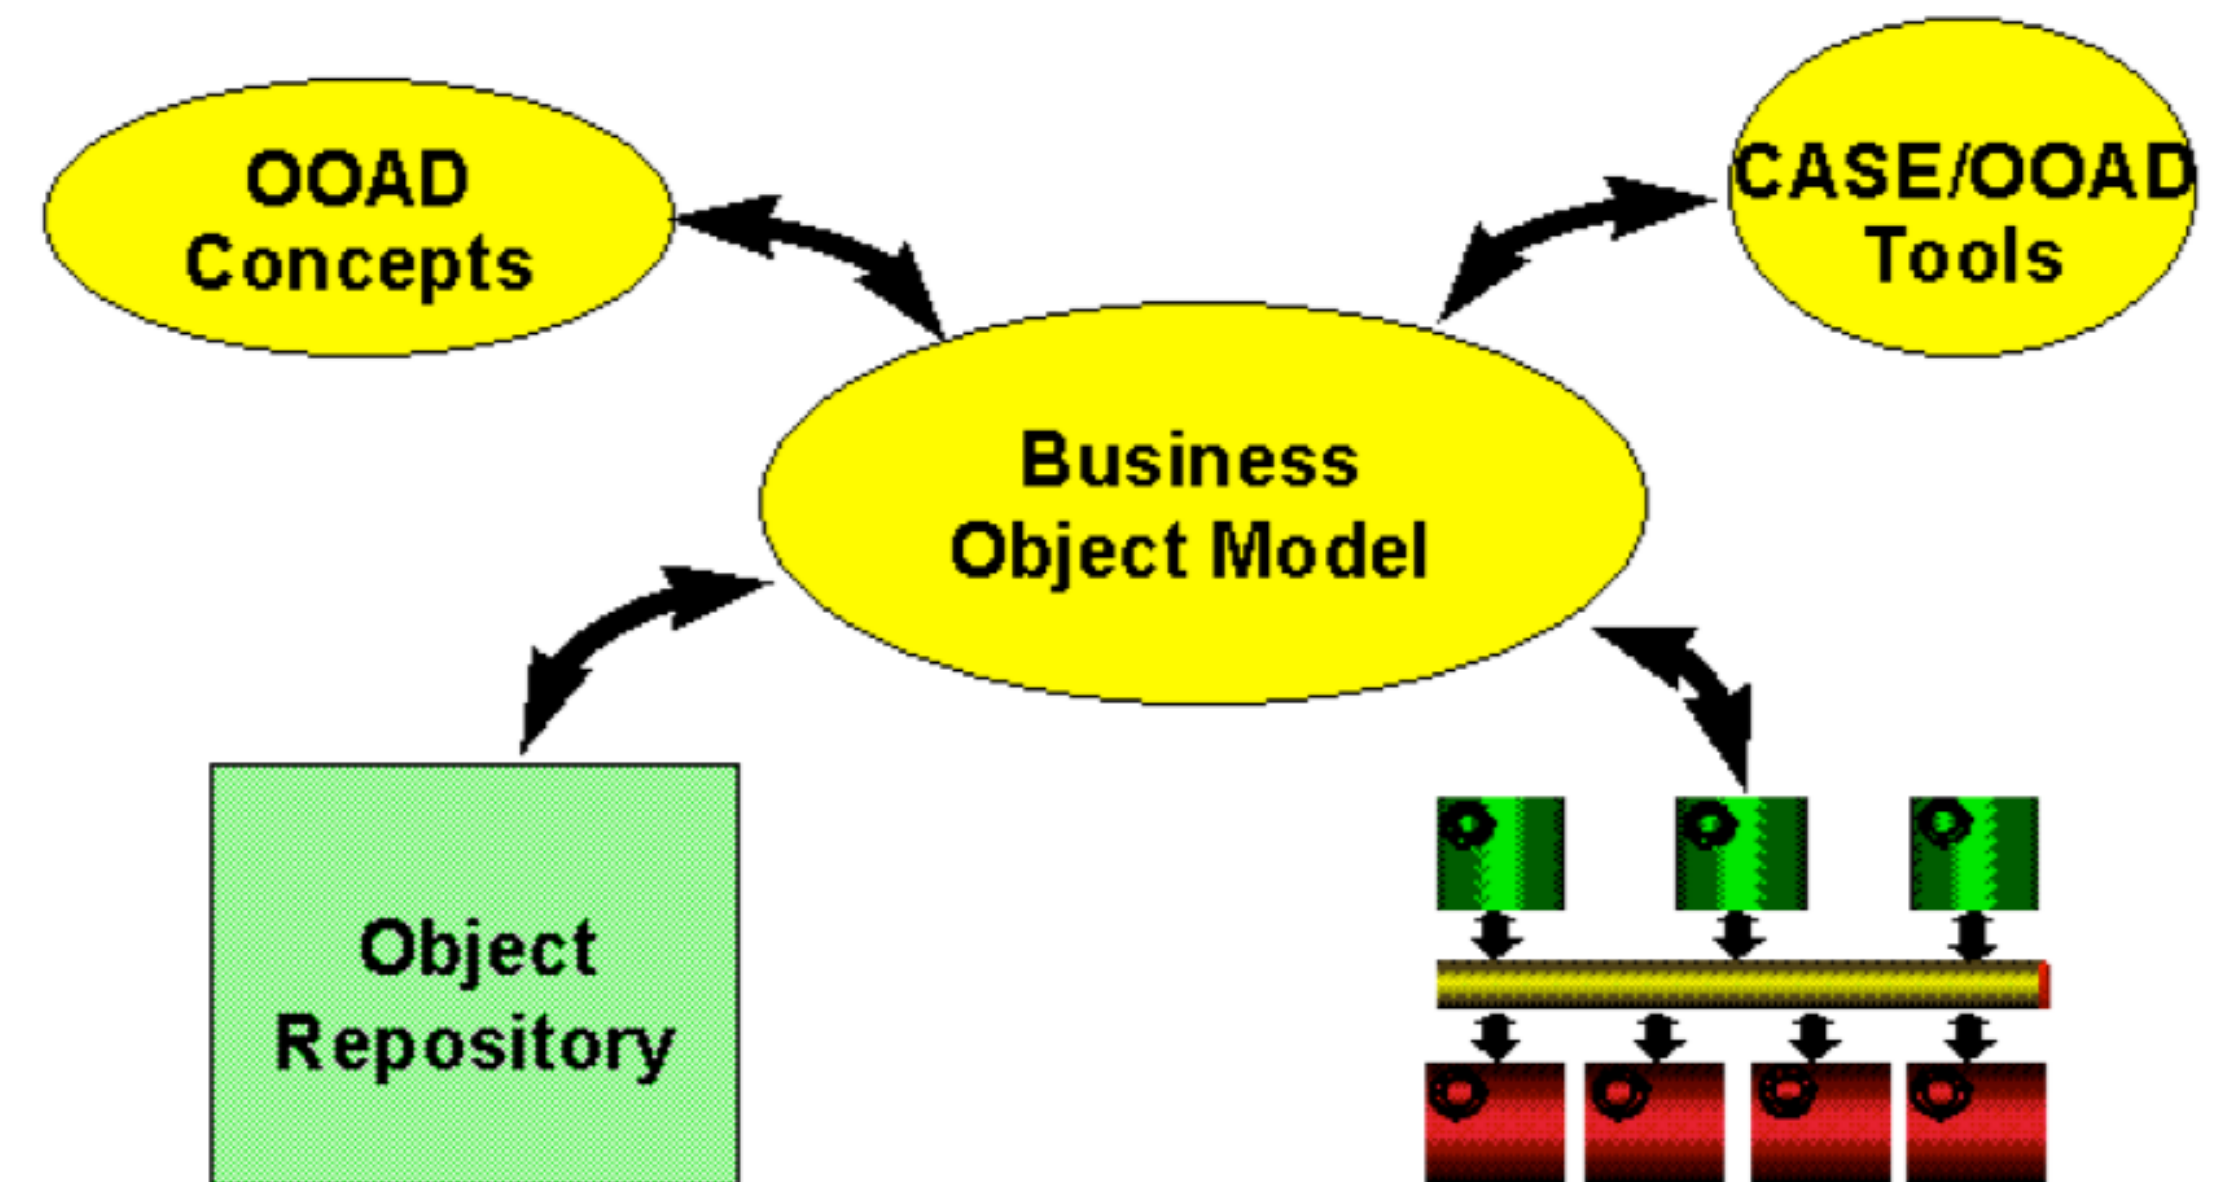 OOAD
Concepts
CASE/OOAD
Tools
Business
Object Model
Object
Repository